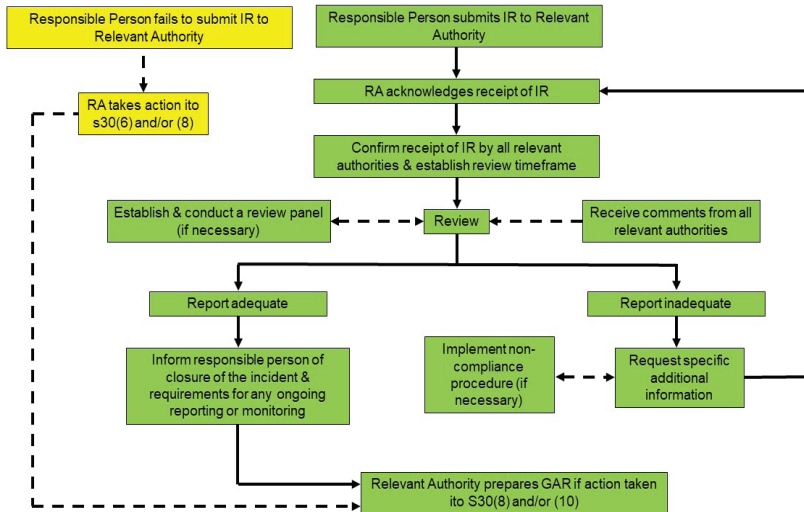 Responsible Person fails to submit IR to
Relevant Authority
Responsible Person submits IR to Relevant
Authority
RA takes action ito
s30(6) and/or (8)
RA acknowledges receipt of IR
Confirm receipt of IR by all relevant
authorities & establish review timeframe
Establish & conduct a review panel
(if necessary)
Review
Receive comments from all
relevant authorities
Report adequate
Report inadequate
Inform responsible person of
closure of the incident &
requirements for any ongoing
reporting or monitoring
Implement non-
compliance
procedure (if
necessary)
Request specific
additional
information
Relevant Authority prepares GAR if action taken
ito S30(8) and/or (10)